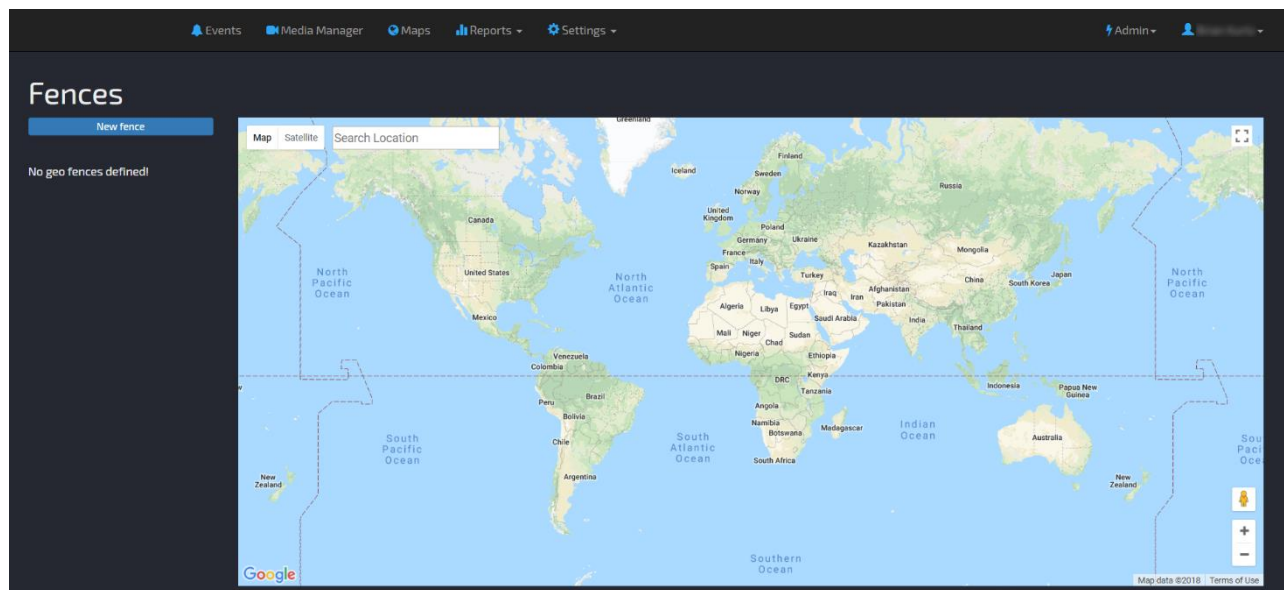 Events Media Manager Maps Reports Settings Admin
Fences
New fence
No geo fences defined!
Map Satellite Search Location
Greenland
Iceland
Finland
Sweden
Norway
Russia
United
Kingdom
Poland
Germany
Ukraine
France
Italy
Spain
Turkey
Kazakhstan
Mongolia
Canada
United States
Mexico
North
Pacific
Ocean
North
Atlantic
Ocean
Algeria
Libya
Egypt
Iraq
Iran
Afghanistan
Pakistan
Saudi Arabia
India
China
South Korea
Japan
Thailand
North
Pacific
Ocean
Mali
Niger
Chad
Sudan
Nigeria
Ethiopia
Venezuela
Colombia
DRC
Kenya
Tanzania
Indonesia
Papua New
Guinea
Peru
Brazil
Bolivia
Angola
Namibia
Botswana
Madagascar
Chile
South Africa
Argentina
South
Pacific
Ocean
South
Atlantic
Ocean
Indian
Ocean
Australia
Sou
Paci
Oce
New
Zealand
New
Zealand
Southern
Ocean
Google
Map data ©2018 Terms of Use